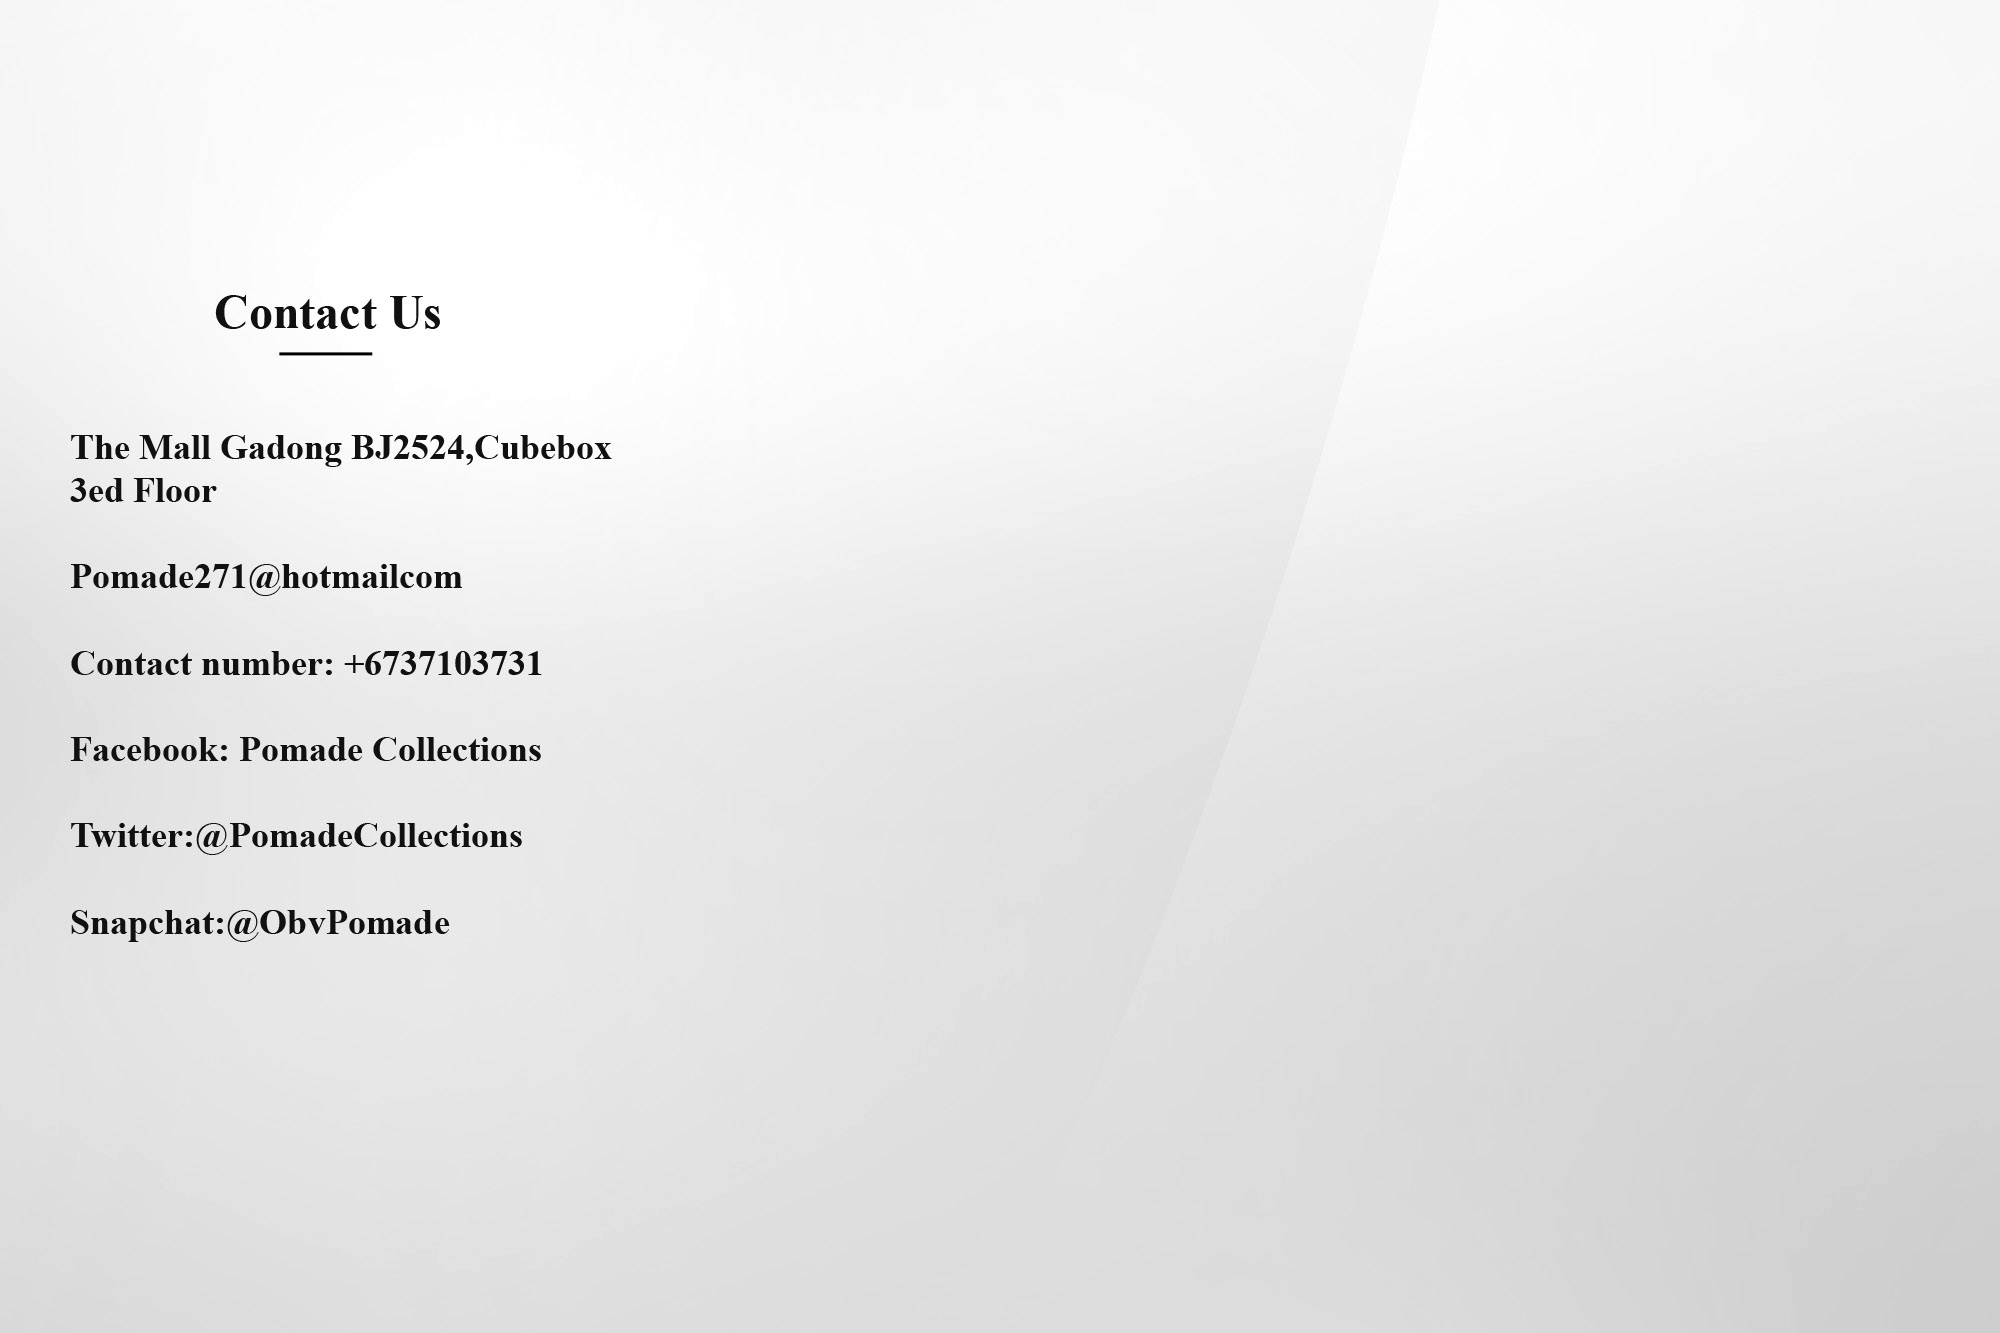 Contact Us
The Mall Gadong BJ2524,Cubebox
3ed Floor
Pomade271@hotmailcom
Contact number: +6737103731
Facebook: Pomade Collections
Twitter:@PomadeCollections
Snapchat:@ObvPomade